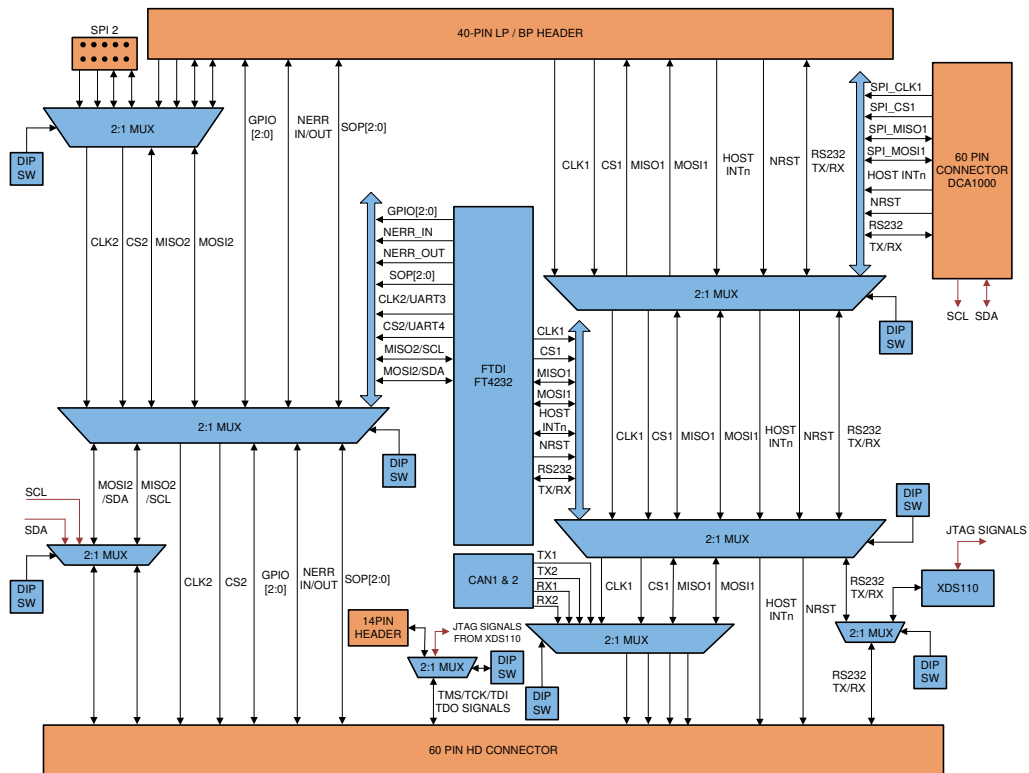 SPI 2
40-PIN LP / BP HEADER
2:1 MUX
DIP
SW
GPIO
[2:0]
NERR
IN/OUT
SOP[2:0]
CLK2
CS2
MISO2
MOSI2
CLK1
CS1
MISO1
MOSI1
HOST
INTn
NRST
RS232
TX/RX
SPI_CLK1
SPI_CS1
SPI_MISO1
SPI_MOSI1
HOST INTn
NRST
RS232
TX/RX
60 PIN
CONNECTOR
DCA1000
SCL
SDA
2:1 MUX
DIP
SW
GPIO[2:0]
NERR_IN
NERR_OUT
SOP[2:0]
CLK2/UART3
CS2/UART4
MISO2/SCL
MOSI2/SDA
FTDI
FT4232
CLK1
CS1
MISO1
MOSI1
HOST
INTn
NRST
RS232
TX/RX
2:1 MUX
DIP
SW
CLK1
CS1
MISO1
MOSI1
HOST
INTn
NRST
RS232
TX/RX
SCL
SDA
MOSI2
/SDA
MISO2
/SCL
2:1 MUX
DIP
SW
CLK2
CS2
GPIO
[2:0]
NERR
IN/OUT
SOP[2:0]
2:1 MUX
DIP
SW
CAN1 & 2
TX1
TX2
RX1
RX2
CLK1
CS1
MISO1
MOSI1
HOST
INTn
NRST
RS232
TX/RX
JTAG SIGNALS
XDS110
14PIN
HEADER
JTAG SIGNALS
FROM XDS110
2:1 MUX
DIP
SW
TMS/TCK/TDI
TDO SIGNALS
2:1 MUX
DIP
SW
2:1 MUX
DIP
SW
RS232
TX/RX
60 PIN HD CONNECTOR